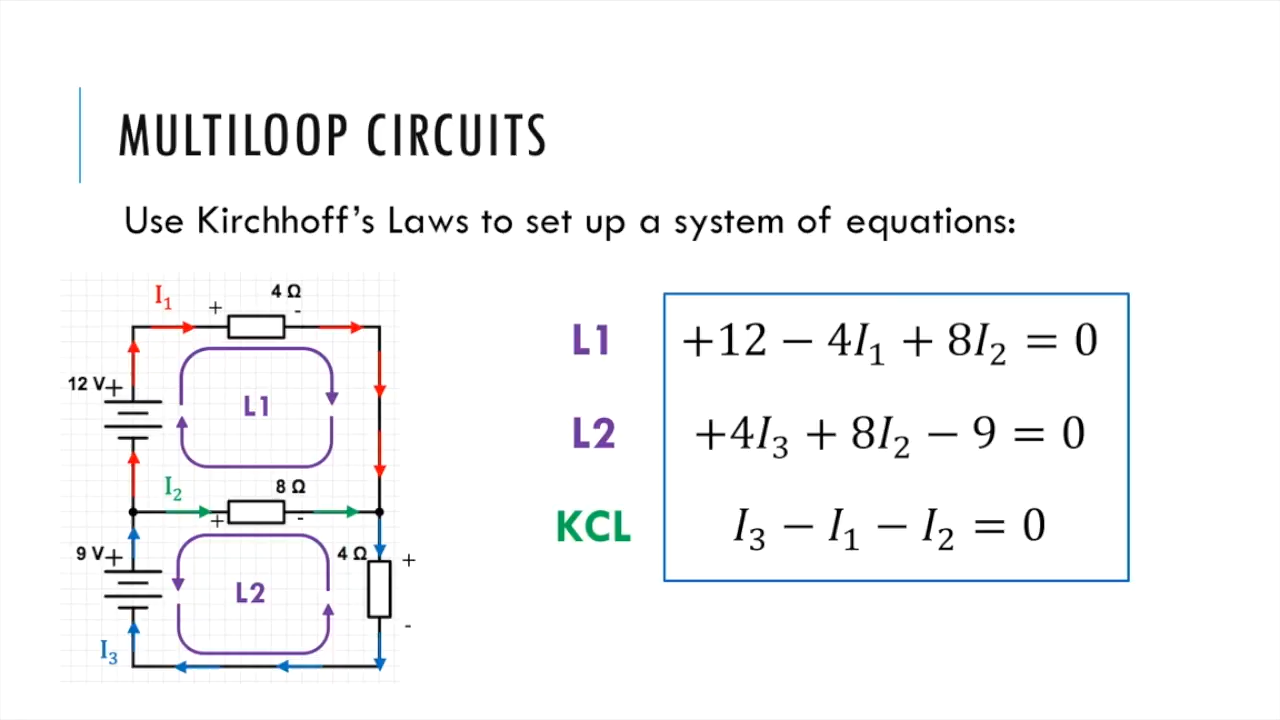 MULTILOOP CIRCUITS
Use Kirchhoff's Laws to set up a system of equations:
I₁
+
4 Ω
-
12 V+
L1
I₂
8 Ω
+
-
9 V+
4 Ω
+
L2
-
I₃
L1 +12 − 4I₁ + 8I₂ = 0
L2 +4I₃ + 8I₂ − 9 = 0
KCL I₃ − I₁ − I₂ = 0